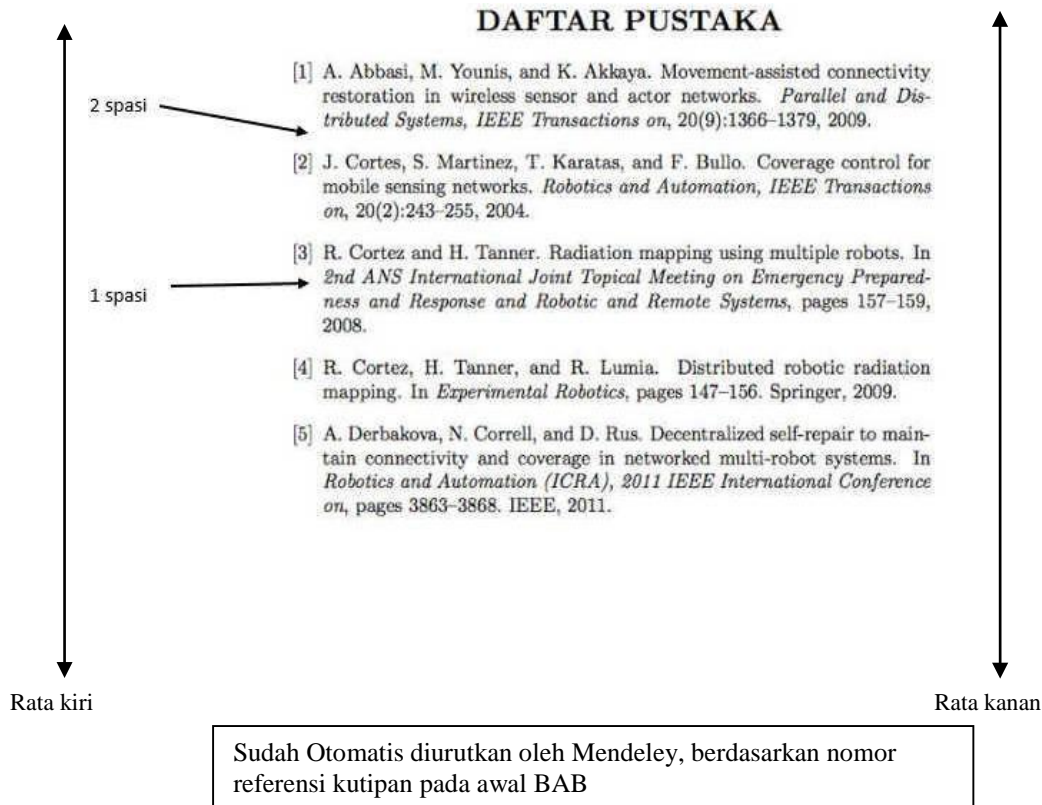 DAFTAR PUSTAKA
[1] A. Abbasi, M. Younis, and K. Akkaya. Movement-assisted connectivity
restoration in wireless sensor and actor networks. Parallel and Dis-
tributed Systems, IEEE Transactions on, 20(9):1366–1379, 2009.
2 spasi
[2] J. Cortes, S. Martinez, T. Karatas, and F. Bullo. Coverage control for
mobile sensing networks. Robotics and Automation, IEEE Transactions
on, 20(2):243–255, 2004.
[3] R. Cortez and H. Tanner. Radiation mapping using multiple robots. In
2nd ANS International Joint Topical Meeting on Emergency Prepared-
ness and Response and Robotic and Remote Systems, pages 157–159,
2008.
1 spasi
[4] R. Cortez, H. Tanner, and R. Lumia. Distributed robotic radiation
mapping. In Experimental Robotics, pages 147–156. Springer, 2009.
[5] A. Derbakova, N. Correll, and D. Rus. Decentralized self-repair to main-
tain connectivity and coverage in networked multi-robot systems. In
Robotics and Automation (ICRA), 2011 IEEE International Conference
on, pages 3863–3868. IEEE, 2011.
Rata kiri
Rata kanan
Sudah Otomatis diurutkan oleh Mendeley, berdasarkan nomor
referensi kutipan pada awal BAB